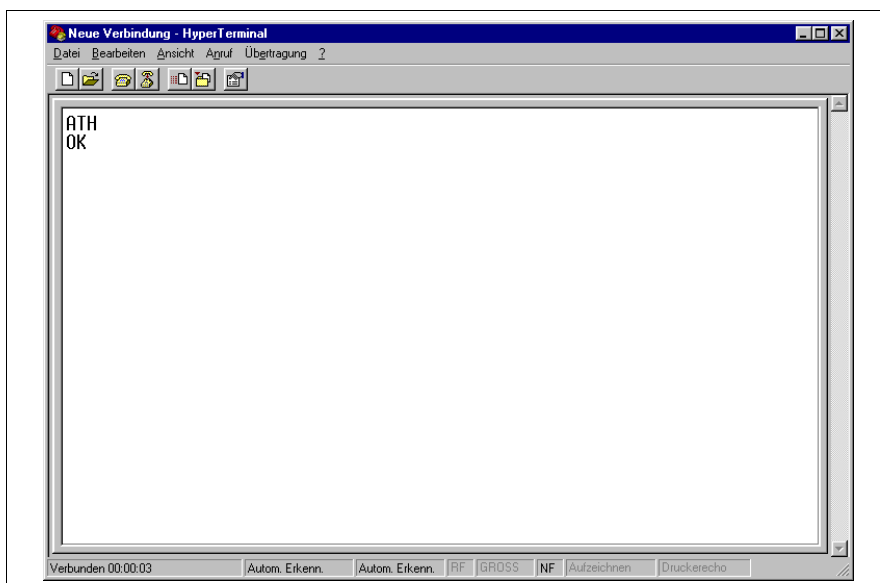 Neue Verbindung - HyperTerminal
Datei Bearbeiten Ansicht Anruf Übertragung ?
ATH
OK
Verbunden 00:00:03 Autom. Erkenn. Autom. Erkenn. RF GROSS NF Aufzeichnen Druckerecho